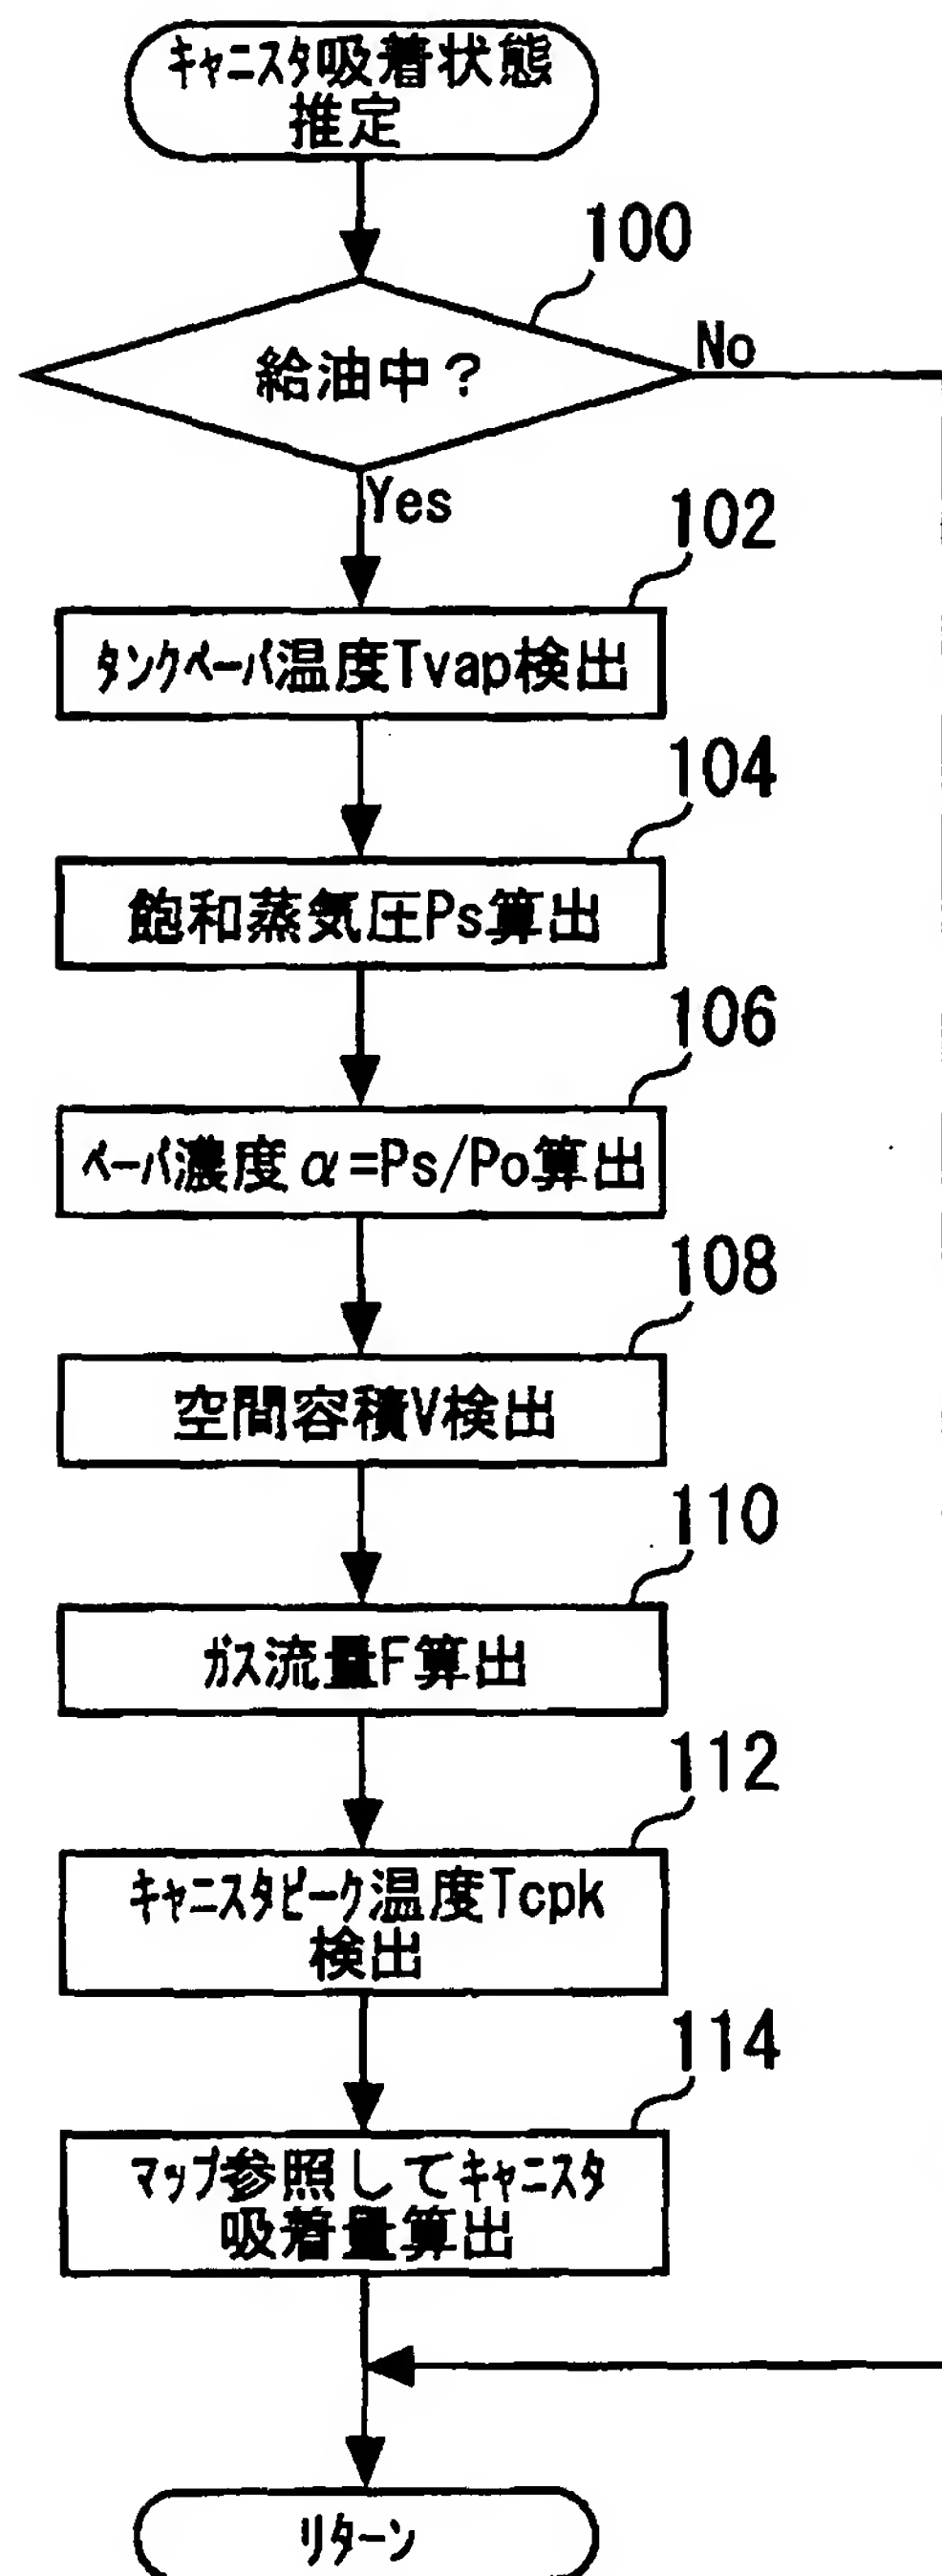 ｷｬﾆｽﾀ吸着状態
推定
100
給油中？
No
Yes
102
ﾀﾝｸﾍﾞｰﾊﾟ温度Tvap検出
104
飽和蒸気圧Ps算出
106
ﾍﾞｰﾊﾟ濃度α=Ps/Po算出
108
空間容積V検出
110
ｶﾞｽ流量F算出
112
ｷｬﾆｽﾀﾋﾟｰｸ温度Tcpk
検出
114
ﾏｯﾌﾟ参照してｷｬﾆｽﾀ
吸着量算出
ﾘﾀｰﾝ